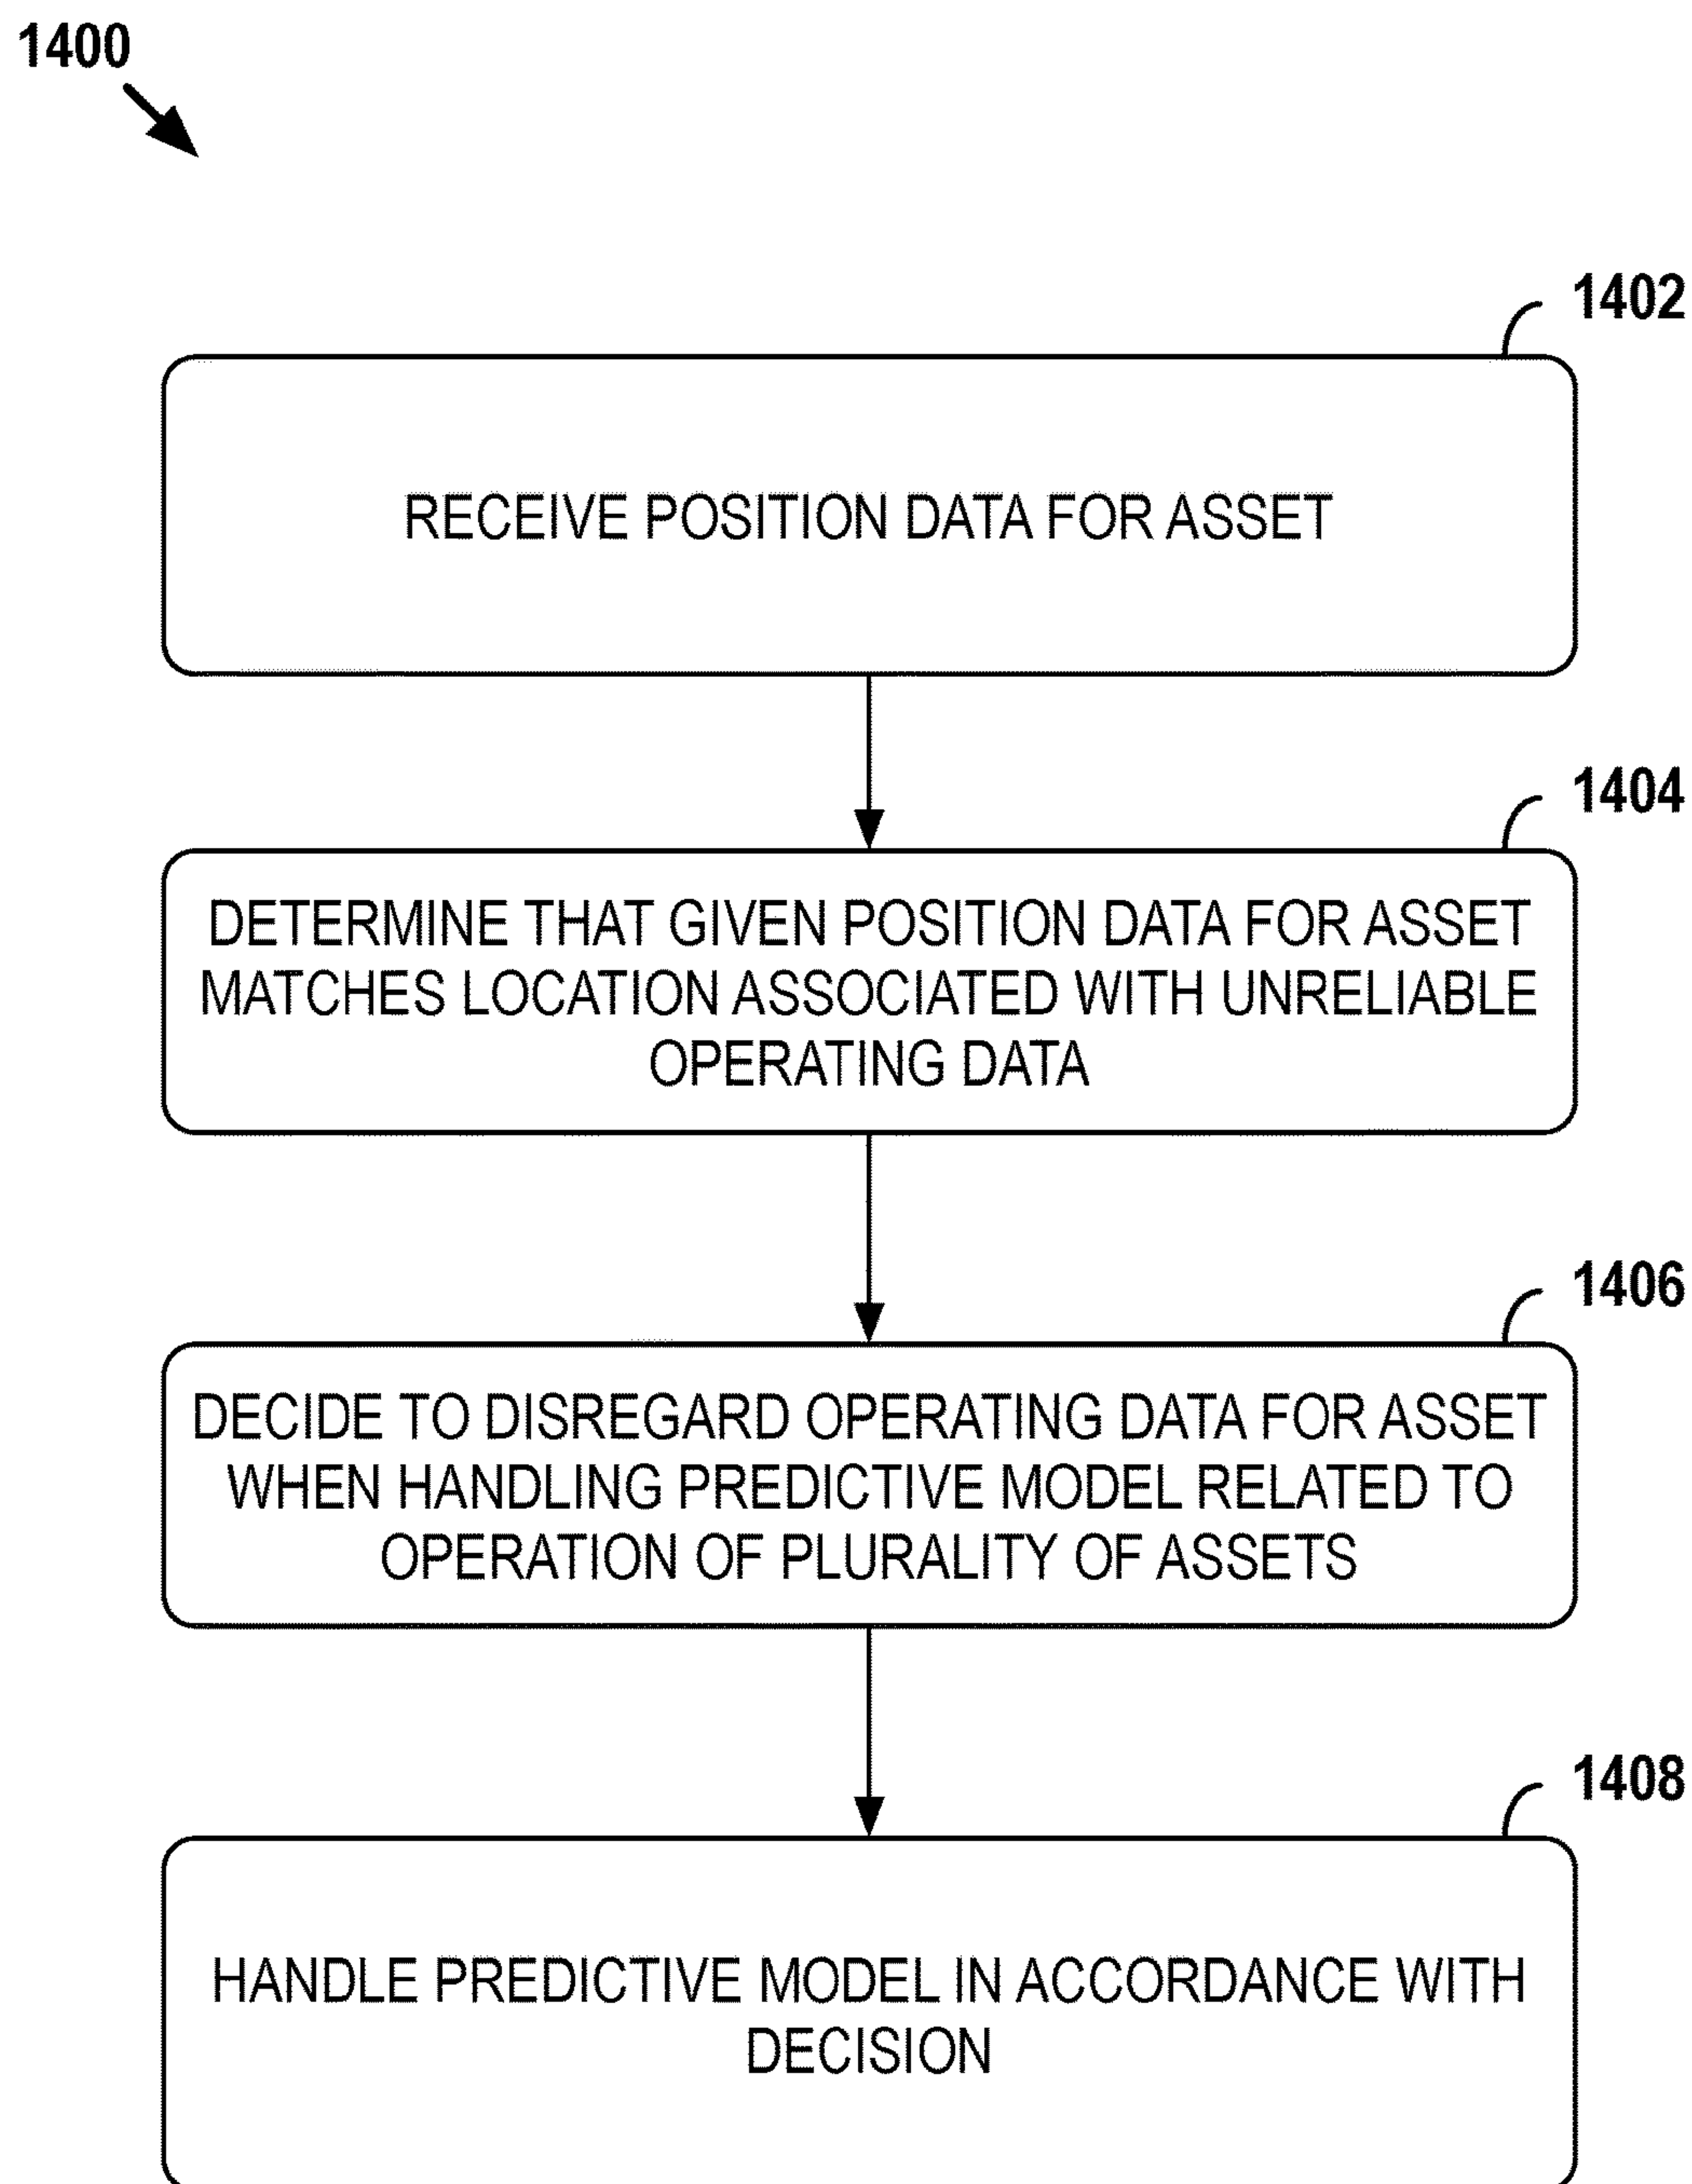 1400
1402
RECEIVE POSITION DATA FOR ASSET
1404
DETERMINE THAT GIVEN POSITION DATA FOR ASSET
MATCHES LOCATION ASSOCIATED WITH UNRELIABLE
OPERATING DATA
1406
DECIDE TO DISREGARD OPERATING DATA FOR ASSET
WHEN HANDLING PREDICTIVE MODEL RELATED TO
OPERATION OF PLURALITY OF ASSETS
1408
HANDLE PREDICTIVE MODEL IN ACCORDANCE WITH
DECISION